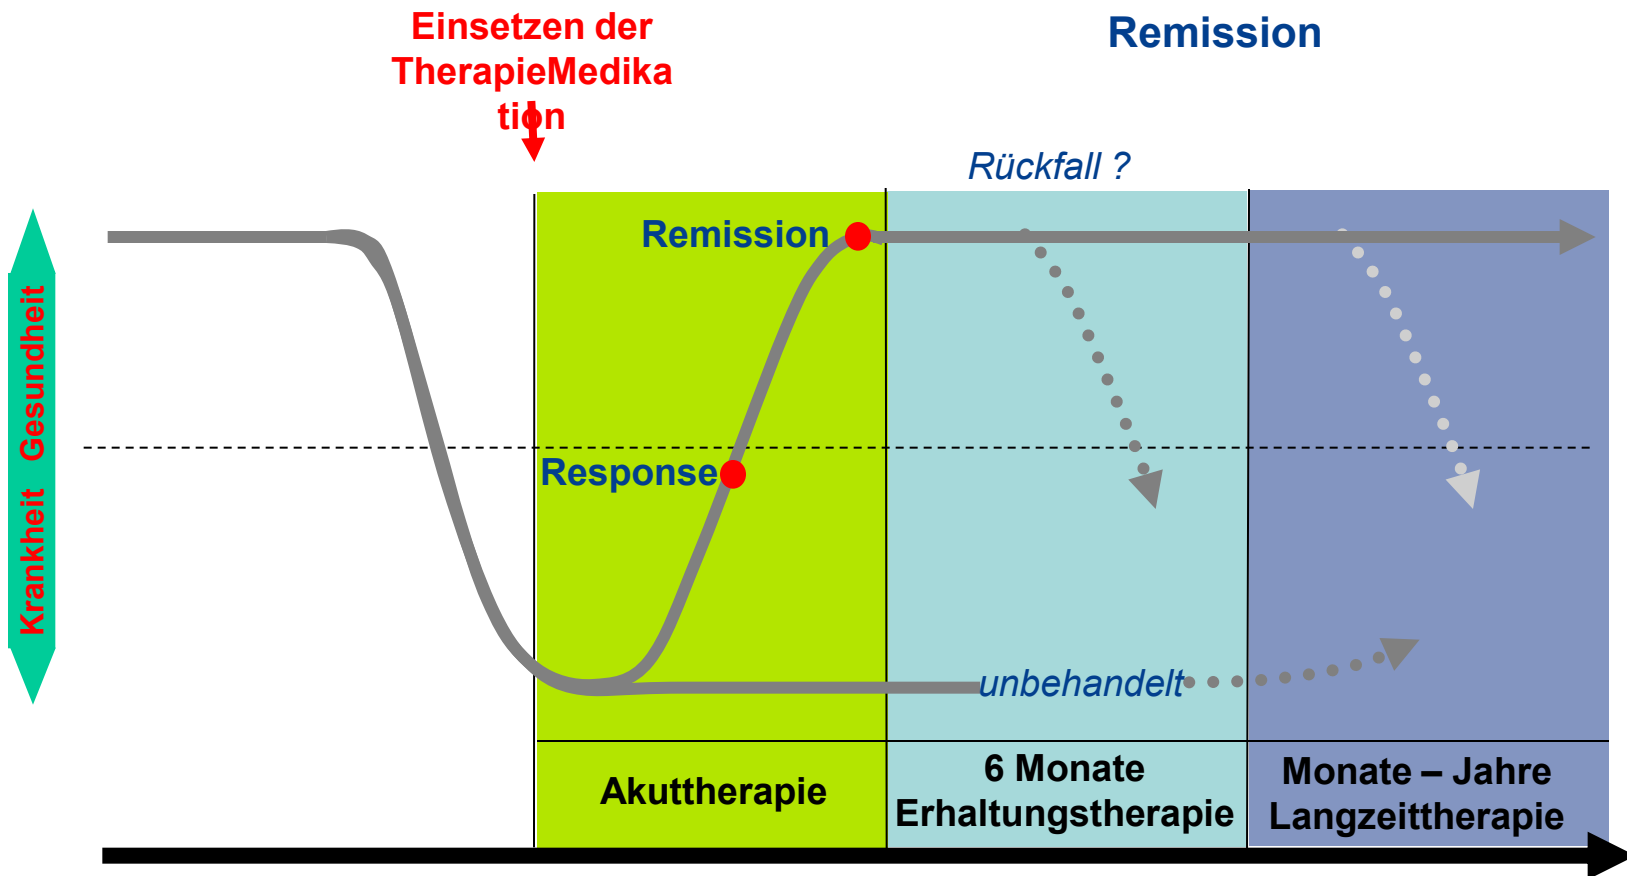 Einsetzen der
TherapieMedika
tion
Remission
Rückfall ?
Remission
Response
Krankheit Gesundheit
unbehandelt
Akuttherapie
6 Monate
Erhaltungstherapie
Monate – Jahre
Langzeittherapie